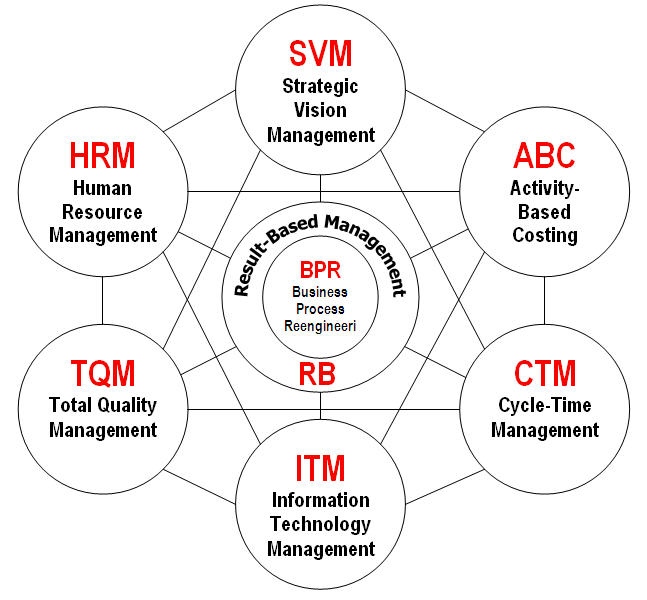 SVM
Strategic
Vision
Management
HRM
Human
Resource
Management
ABC
Activity-
Based
Costing
Result-Based Management
BPR
Business
Process
Reengineeri
RB
TQM
Total Quality
Management
CTM
Cycle-Time
Management
ITM
Information
Technology
Management